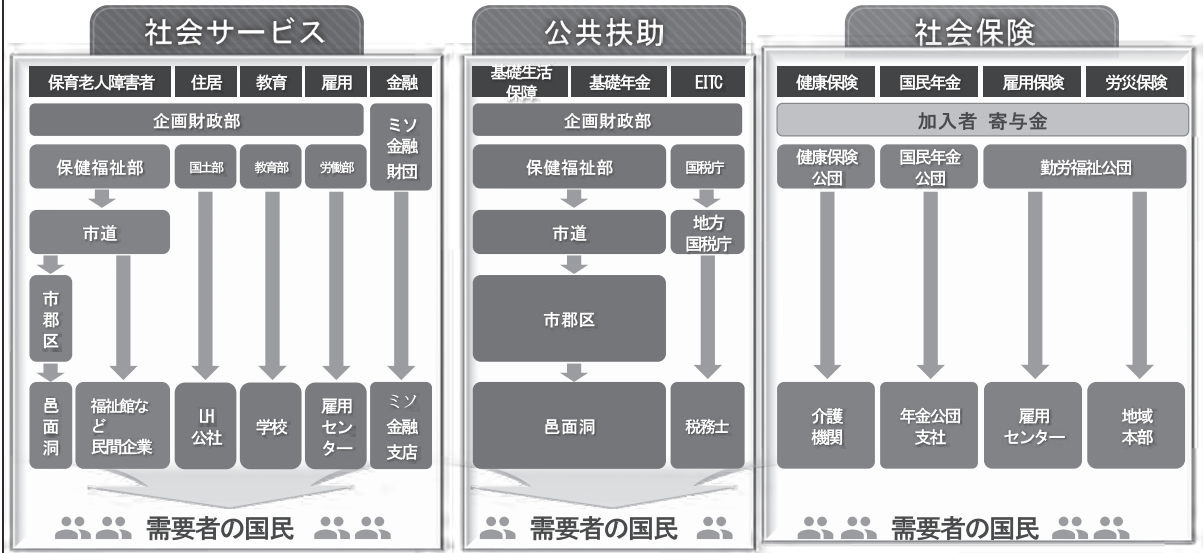 社会サービス
保育老人障害者
住居
教育
雇用
金融
企画財政部
ミソ
金融
財団
保健福祉部
国土部
教育部
労働部
市道
市
郡
区
邑
面
洞
福祉館な
ど
民間企業
LH
公社
学校
雇用
セン
ター
ミソ
金融
支店
需要者の国民
公共扶助
基礎生活
保障
基礎年金
EITC
企画財政部
保健福祉部
国税庁
市道
地方
国税庁
市郡区
邑面洞
税務士
需要者の国民
社会保険
健康保険
国民年金
雇用保険
労災保険
加入者 寄与金
健康保険
公団
国民年金
公団
勤労福祉公団
介護
機関
年金公団
支社
雇用
センター
地域
本部
需要者の国民